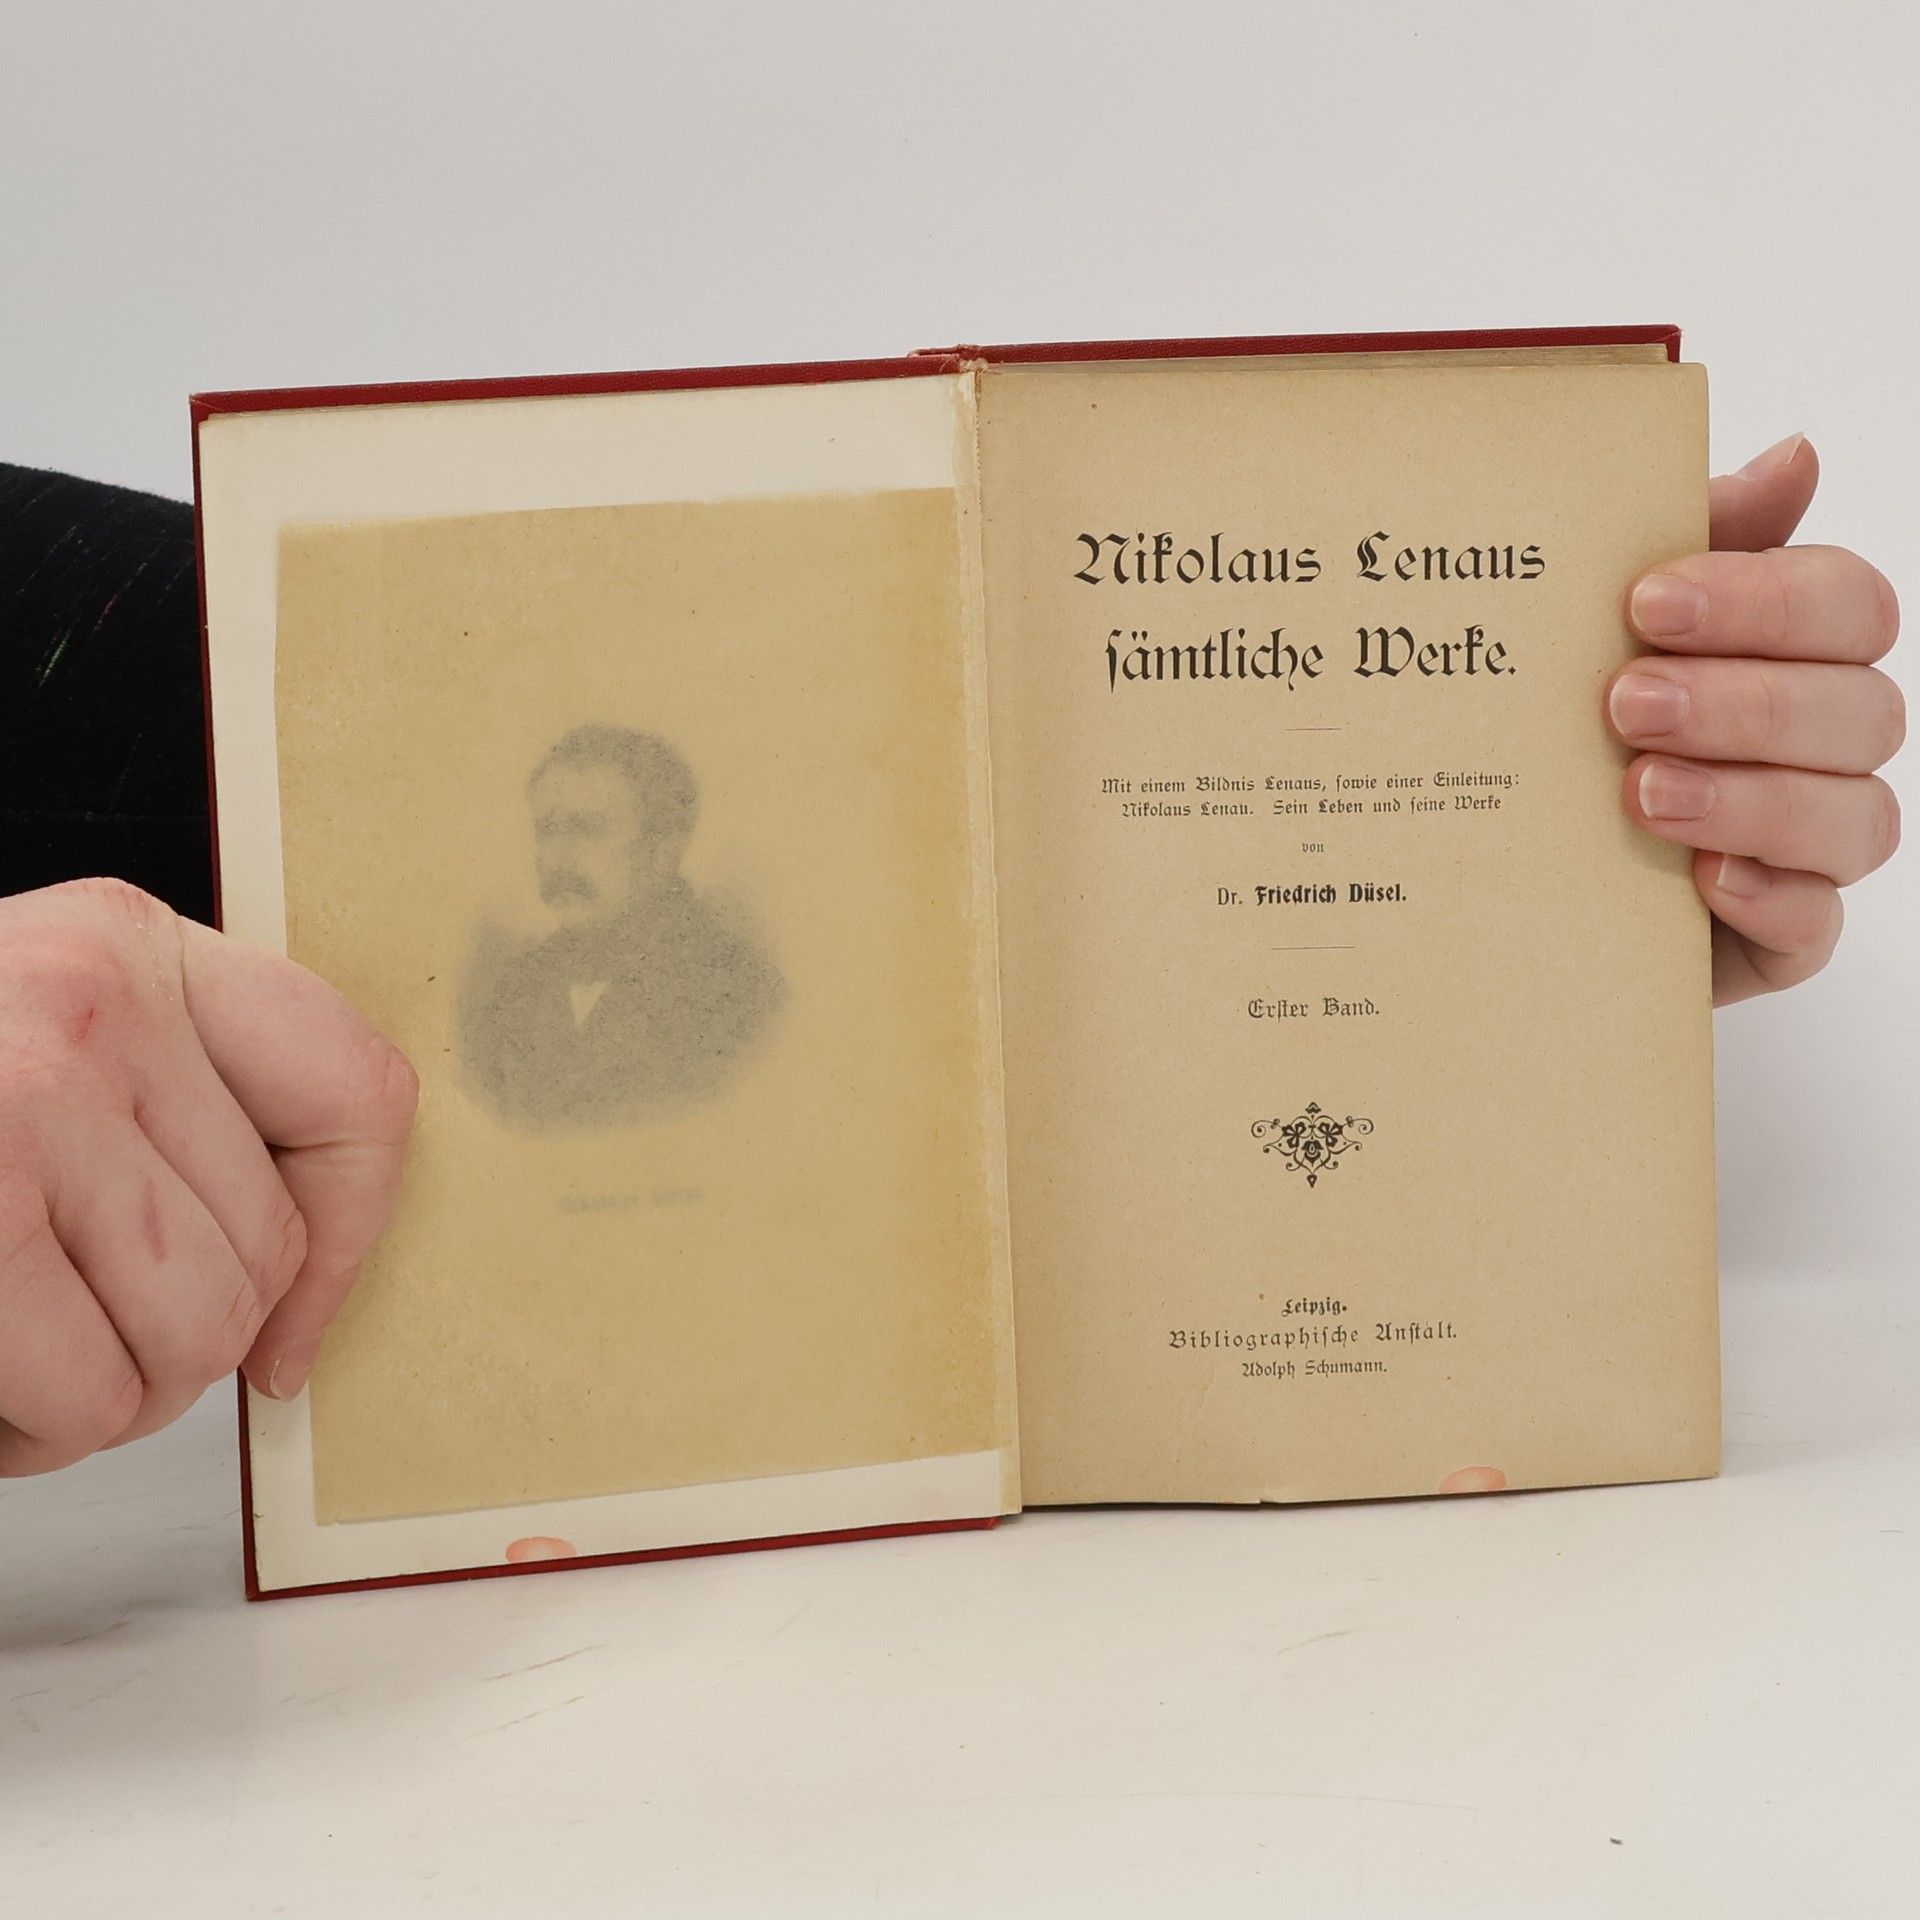 Nikolaus Lenaus
ſämtliche Werke.
Mit einem Bildnis Lenaus, ſowie einer Einleitung:
Nikolaus Lenau. Sein Leben und ſeine Werke
von
Dr. Friedrich Düsel.
Erſter Band.
Leipzig.
Bibliographiſche Anſtalt.
Adolph Schumann.